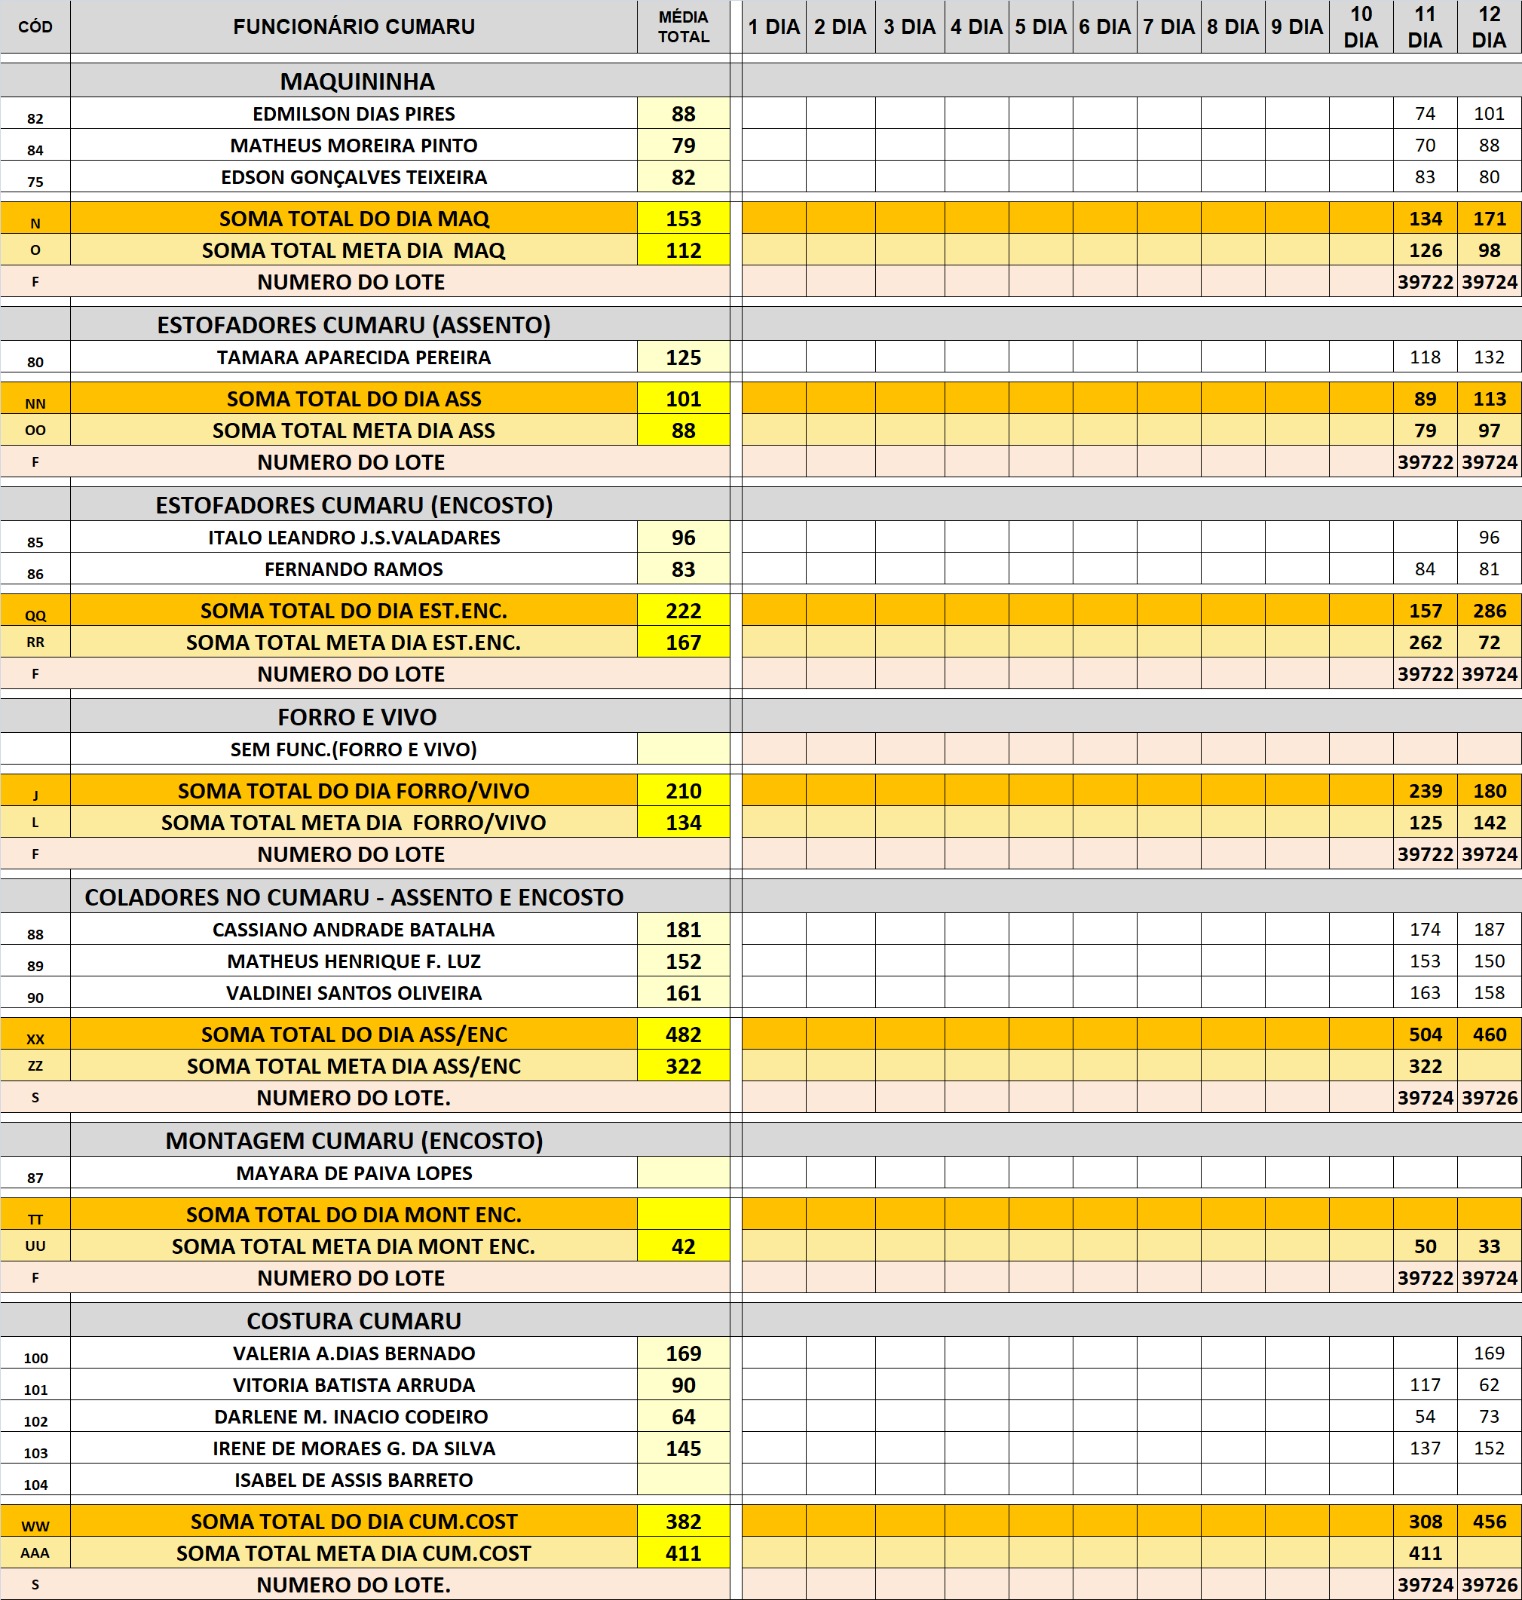 CÓD FUNCIONÁRIO CUMARU MÉDIA TOTAL 1 DIA 2 DIA 3 DIA 4 DIA 5 DIA 6 DIA 7 DIA 8 DIA 9 DIA 10 DIA 11 DIA 12 DIA
MAQUININHA
82 EDMILSON DIAS PIRES 88 74 101
84 MATHEUS MOREIRA PINTO 79 70 88
75 EDSON GONÇALVES TEIXEIRA 82 83 80
N SOMA TOTAL DO DIA MAQ 153 134 171
O SOMA TOTAL META DIA MAQ 112 126 98
F NUMERO DO LOTE 39722 39724
ESTOFADORES CUMARU (ASSENTO)
80 TAMARA APARECIDA PEREIRA 125 118 132
NN SOMA TOTAL DO DIA ASS 101 89 113
OO SOMA TOTAL META DIA ASS 88 79 97
F NUMERO DO LOTE 39722 39724
ESTOFADORES CUMARU (ENCOSTO)
85 ITALO LEANDRO J.S.VALADARES 96 96
86 FERNANDO RAMOS 83 84 81
QQ SOMA TOTAL DO DIA EST.ENC. 222 157 286
RR SOMA TOTAL META DIA EST.ENC. 167 262 72
F NUMERO DO LOTE 39722 39724
FORRO E VIVO
SEM FUNC.(FORRO E VIVO)
J SOMA TOTAL DO DIA FORRO/VIVO 210 239 180
L SOMA TOTAL META DIA FORRO/VIVO 134 125 142
F NUMERO DO LOTE 39722 39724
COLADORES NO CUMARU - ASSENTO E ENCOSTO
88 CASSIANO ANDRADE BATALHA 181 174 187
89 MATHEUS HENRIQUE F. LUZ 152 153 150
90 VALDINEI SANTOS OLIVEIRA 161 163 158
XX SOMA TOTAL DO DIA ASS/ENC 482 504 460
ZZ SOMA TOTAL META DIA ASS/ENC 322 322
S NUMERO DO LOTE. 39724 39726
MONTAGEM CUMARU (ENCOSTO)
87 MAYARA DE PAIVA LOPES
TT SOMA TOTAL DO DIA MONT ENC.
UU SOMA TOTAL META DIA MONT ENC. 42 50 33
F NUMERO DO LOTE 39722 39724
COSTURA CUMARU
100 VALERIA A.DIAS BERNADO 169 169
101 VITORIA BATISTA ARRUDA 90 117 62
102 DARLENE M. INACIO CODEIRO 64 54 73
103 IRENE DE MORAES G. DA SILVA 145 137 152
104 ISABEL DE ASSIS BARRETO
WW SOMA TOTAL DO DIA CUM.COST 382 308 456
AAA SOMA TOTAL META DIA CUM.COST 411 411
S NUMERO DO LOTE. 39724 39726